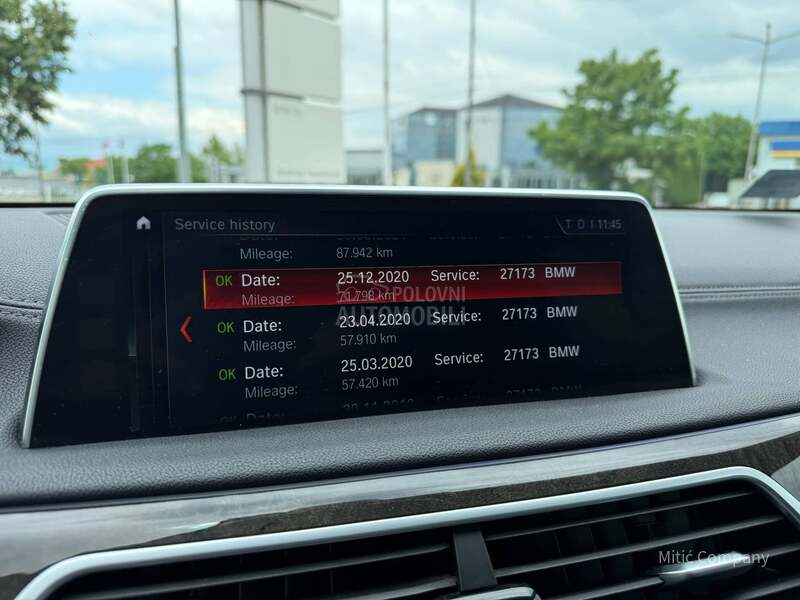 Service history
T D I 11:45
Mileage: 87.942 km
OK Date: 25.12.2020 Service: 27173 BMW
Mileage: 71.798 km
POLOVNI
AUTOMOBILI
OK Date: 23.04.2020 Service: 27173 BMW
Mileage: 57.910 km
OK Date: 25.03.2020 Service: 27173 BMW
Mileage: 57.420 km
Mitić Company